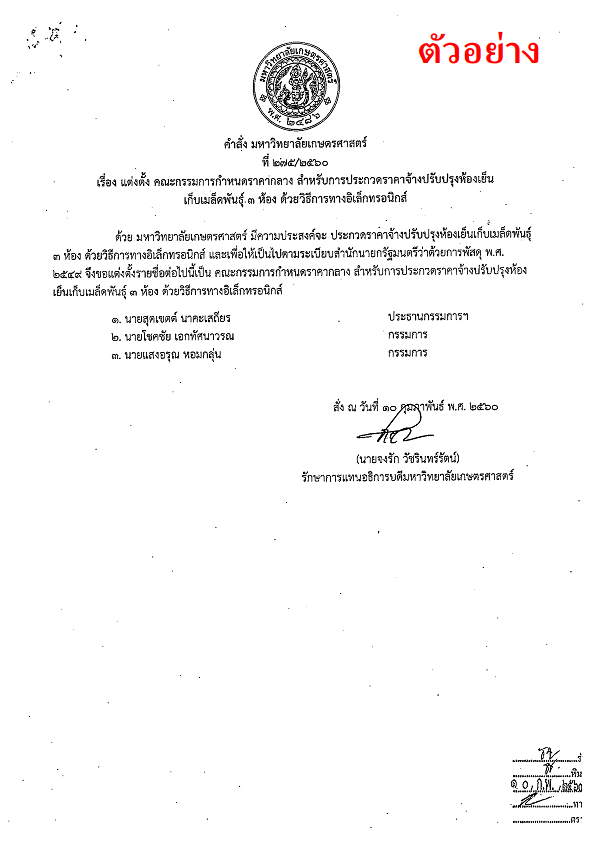 ตัวอย่าง
มหาวิทยาลัยเกษตรศาสตร์
พ.ศ. ๒๔๘๖
คำสั่ง มหาวิทยาลัยเกษตรศาสตร์
ที่ ๒๗๕/๒๕๖๐
เรื่อง แต่งตั้ง คณะกรรมการกำหนดราคากลาง สำหรับการประกวดราคาจ้างปรับปรุงห้องเย็น
เก็บเมล็ดพันธุ์ ๓ ห้อง ด้วยวิธีการทางอิเล็กทรอนิกส์
ด้วย มหาวิทยาลัยเกษตรศาสตร์ มีความประสงค์จะ ประกวดราคาจ้างปรับปรุงห้องเย็นเก็บเมล็ดพันธุ์
๓ ห้อง ด้วยวิธีการทางอิเล็กทรอนิกส์ และเพื่อให้เป็นไปตามระเบียบสำนักนายกรัฐมนตรีว่าด้วยการพัสดุ พ.ศ.
๒๕๔๙ จึงขอแต่งตั้งรายชื่อต่อไปนี้เป็น คณะกรรมการกำหนดราคากลาง สำหรับการประกวดราคาจ้างปรับปรุงห้อง
เย็นเก็บเมล็ดพันธุ์ ๓ ห้อง ด้วยวิธีการทางอิเล็กทรอนิกส์
๑. นายสุดเขตต์ นาคะเสถียร ประธานกรรมการฯ
๒. นายโชคชัย เอกทัศนาวรณ กรรมการ
๓. นายแสงอรุณ หอมกลุ่น กรรมการ
สั่ง ณ วันที่ ๑๐ กุมภาพันธ์ พ.ศ. ๒๕๖๐
(นายจงรัก วัชรินทร์รัตน์)
รักษาการแทนอธิการบดีมหาวิทยาลัยเกษตรศาสตร์
พิม
๑๐ ก.พ. ๒๕๖๐
ทา
ตร